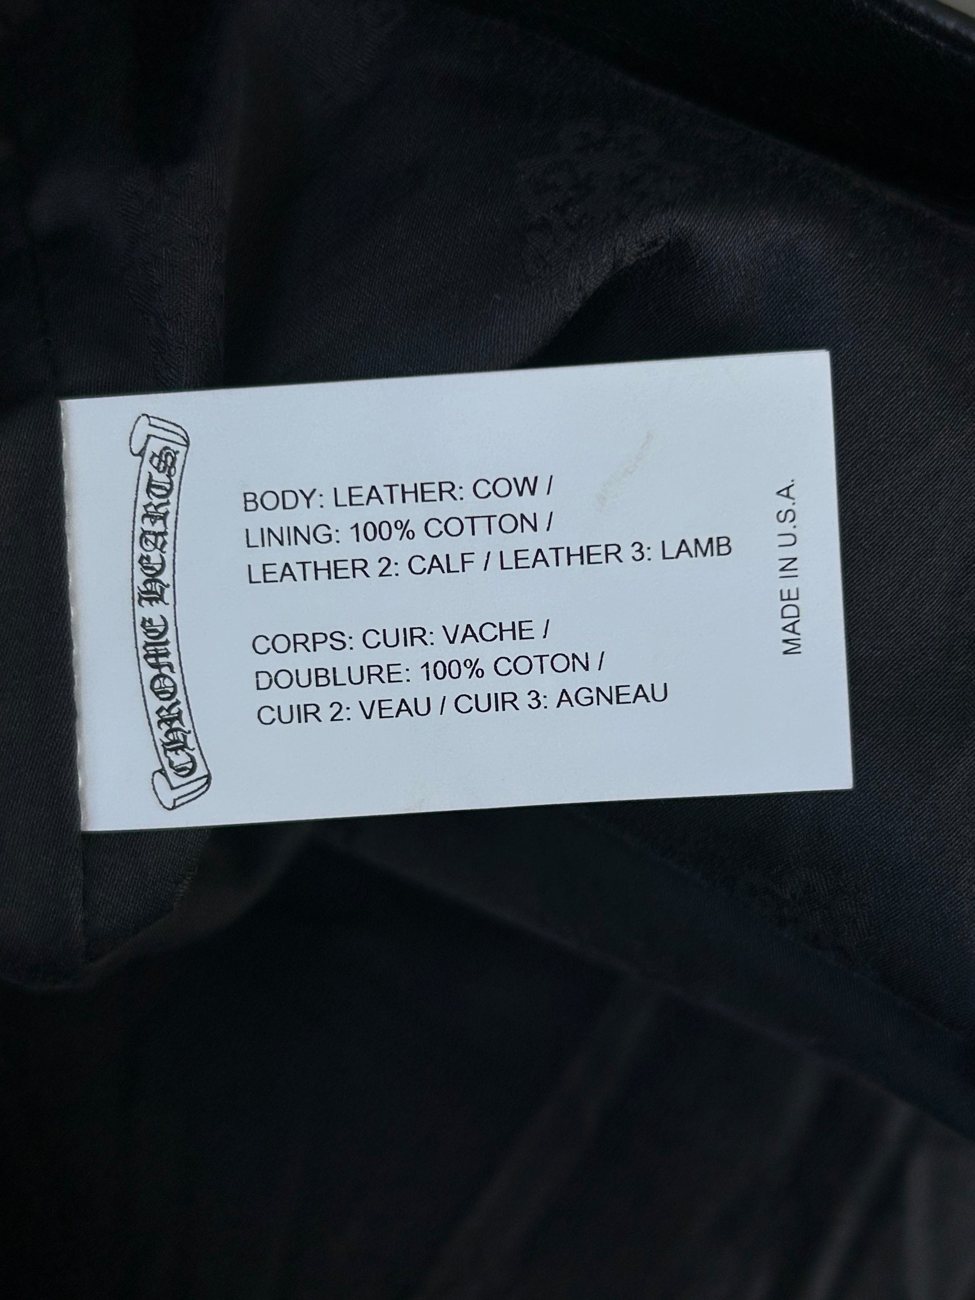 CHROME HEARTS
BODY: LEATHER: COW /
LINING: 100% COTTON /
LEATHER 2: CALF / LEATHER 3: LAMB
CORPS: CUIR: VACHE /
DOUBLURE: 100% COTON /
CUIR 2: VEAU / CUIR 3: AGNEAU
MADE IN U.S.A.